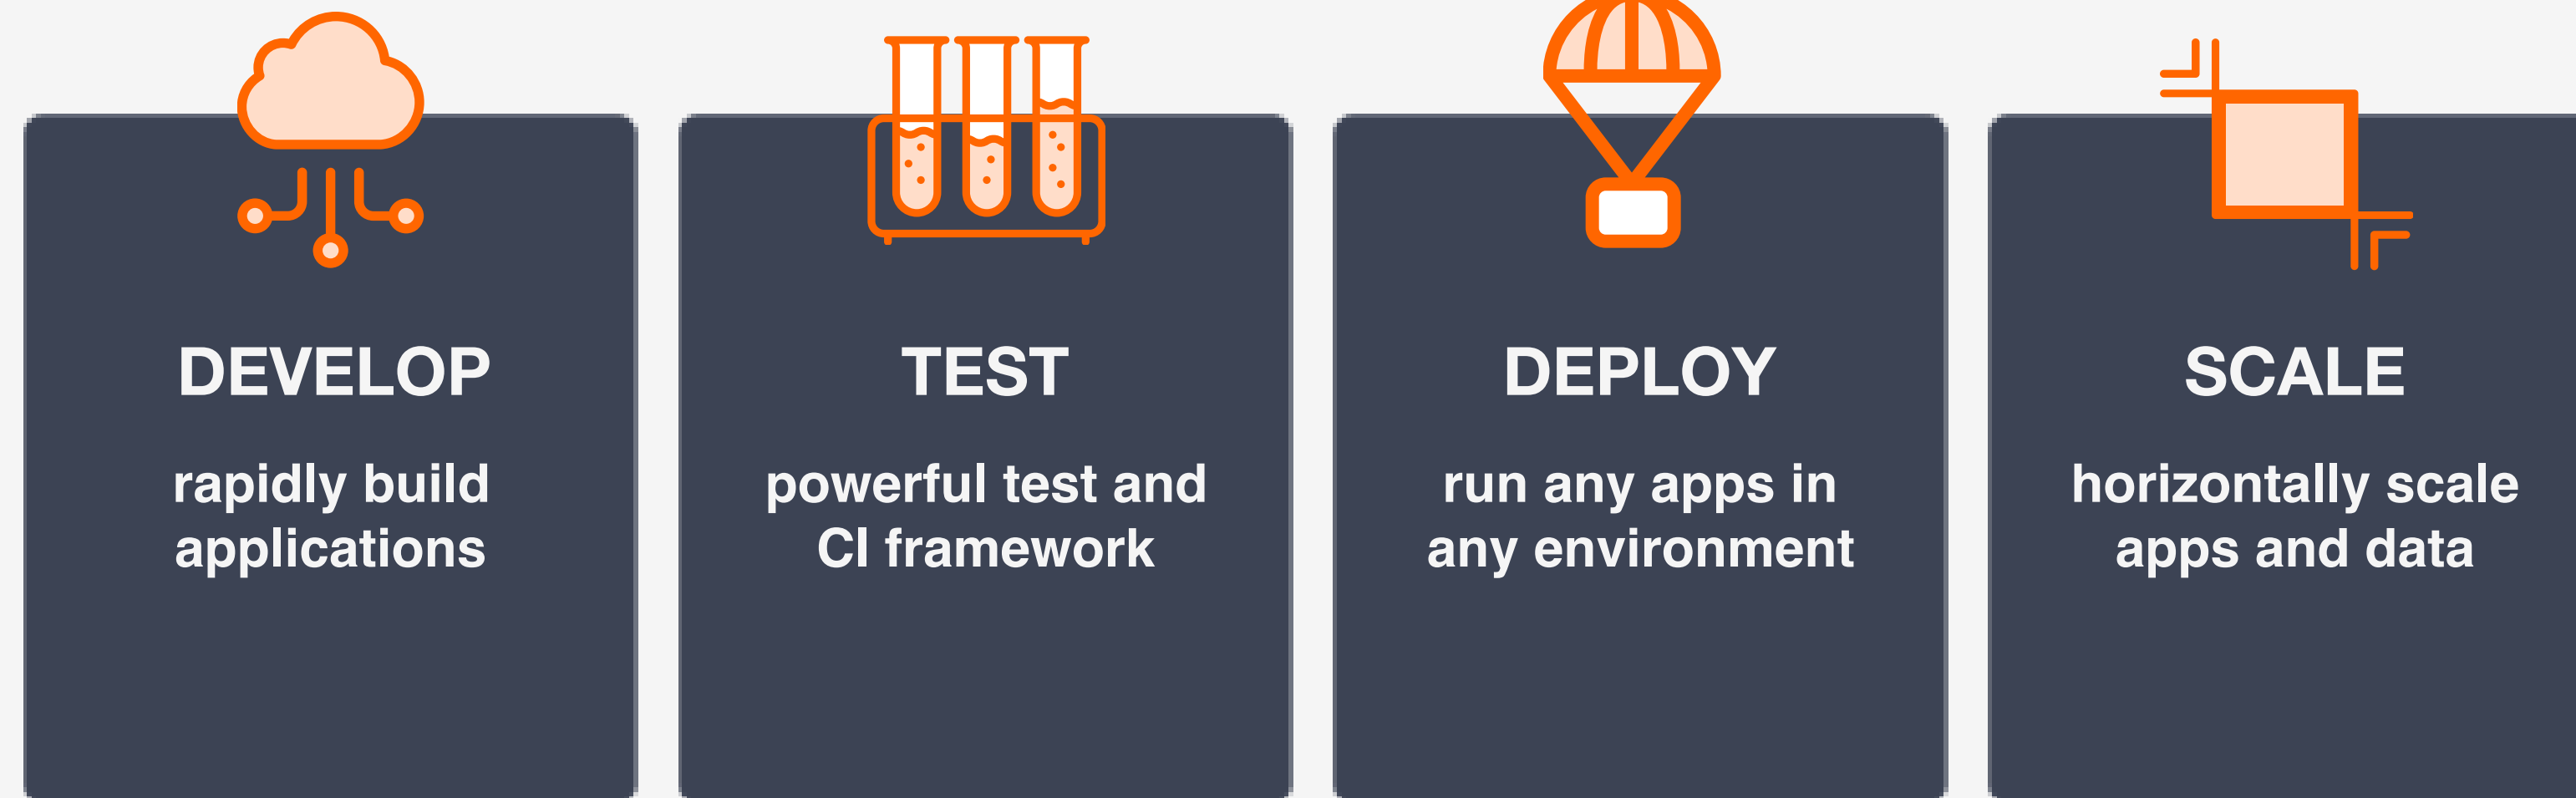 DEVELOP
rapidly build
applications
TEST
powerful test and
CI framework
DEPLOY
run any apps in
any environment
SCALE
horizontally scale
apps and data